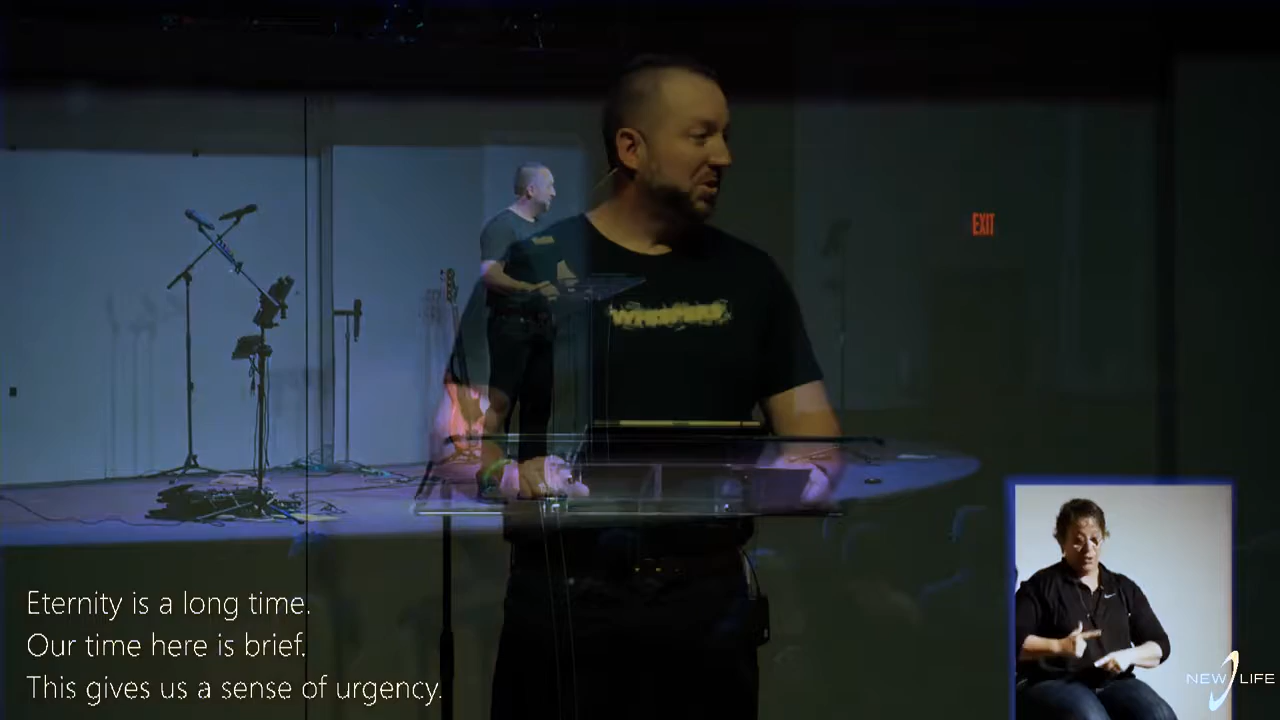 EXIT
Eternity is a long time.
Our time here is brief.
This gives us a sense of urgency.
NEW LIFE